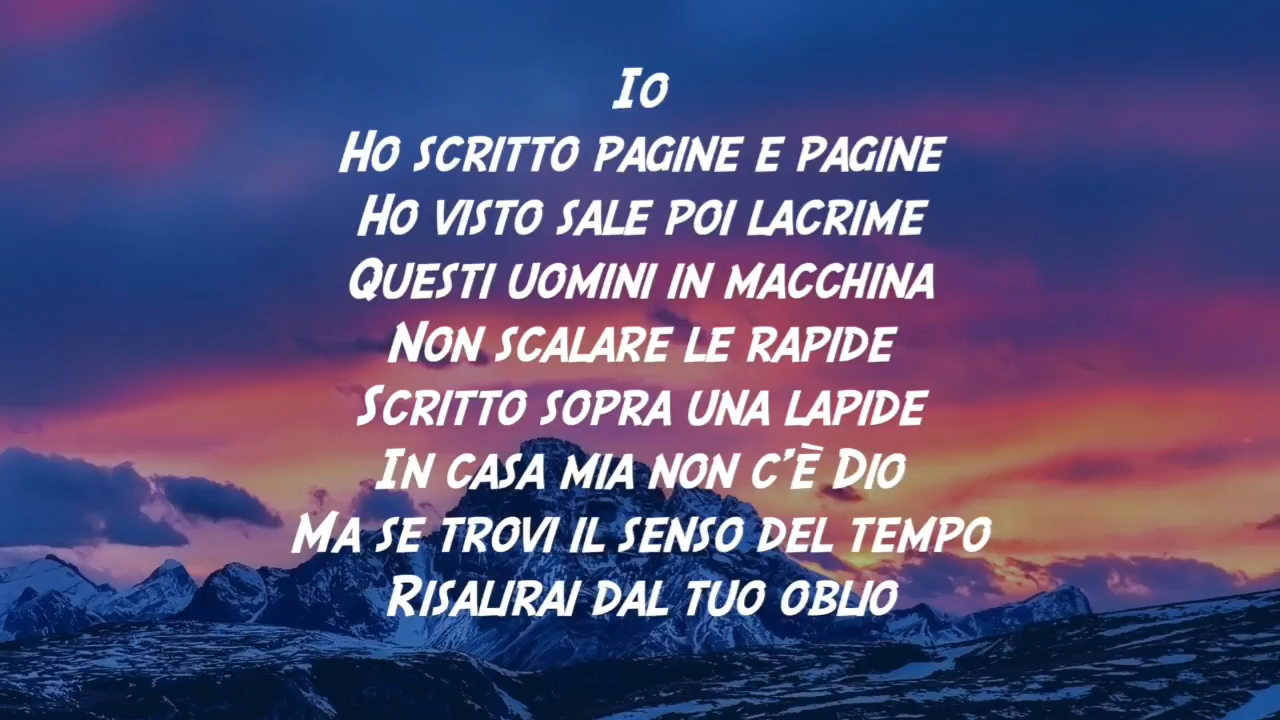 Io
Ho scritto pagine e pagine
Ho visto sale poi lacrime
Questi uomini in macchina
Non scalare le rapide
Scritto sopra una lapide
In casa mia non c'è Dio
Ma se trovi il senso del tempo
Risalirai dal tuo oblio